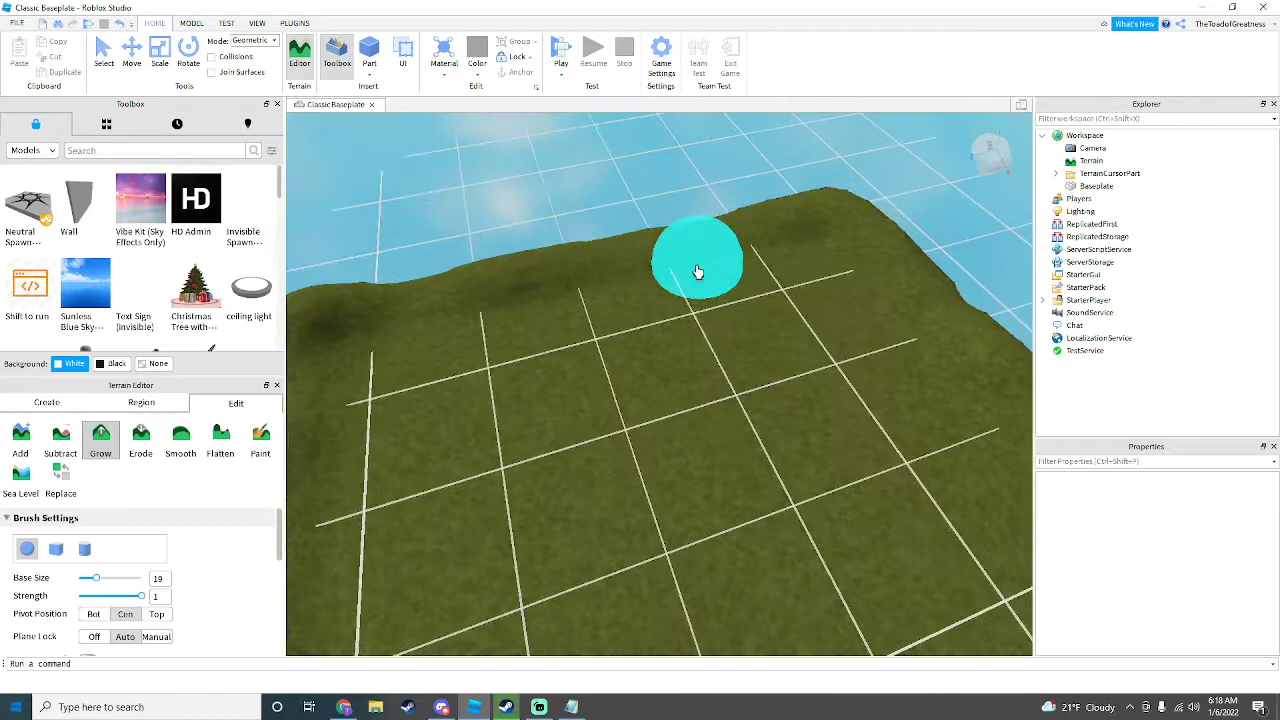 Classic Baseplate - Roblox Studio
FILE HOME MODEL TEST VIEW PLUGINS What's New TheToadofGreatness
Paste Copy Cut Duplicate Clipboard
Select Move Scale Rotate Mode: Geometric Collisions Join Surfaces Tools
Editor Terrain
Toolbox Part UI Insert
Material Color Group Lock Anchor Edit
Play Resume Stop Test
Game Settings Settings
Team Test Exit Game Team Test
Toolbox
Classic Baseplate
Explorer
Models Search
Filter workspace (Ctrl+Shift+X)
Workspace
Camera
Terrain
TerrainCursorPart
Baseplate
Players
Lighting
ReplicatedFirst
ReplicatedStorage
ServerScriptService
ServerStorage
StarterGui
StarterPack
StarterPlayer
SoundService
Chat
LocalizationService
TestService
HD
Neutral Spawn...
Wall
Vibe Kit (Sky Effects Only)
HD Admin
Invisible Spawn...
Shift to run
Sunless Blue Sky...
Text Sign (Invisible)
Christmas Tree with...
ceiling light
Background: White Black None
Terrain Editor
Create Region Edit
Add Subtract Grow Erode Smooth Flatten Paint
Sea Level Replace
Brush Settings
Base Size 19
Strength 1
Pivot Position Bot Cen Top
Plane Lock Off Auto Manual
Properties
Filter Properties (Ctrl+Shift+P)
Run a command
Type here to search
22°F Cloudy
6:18 AM
1/6/2022